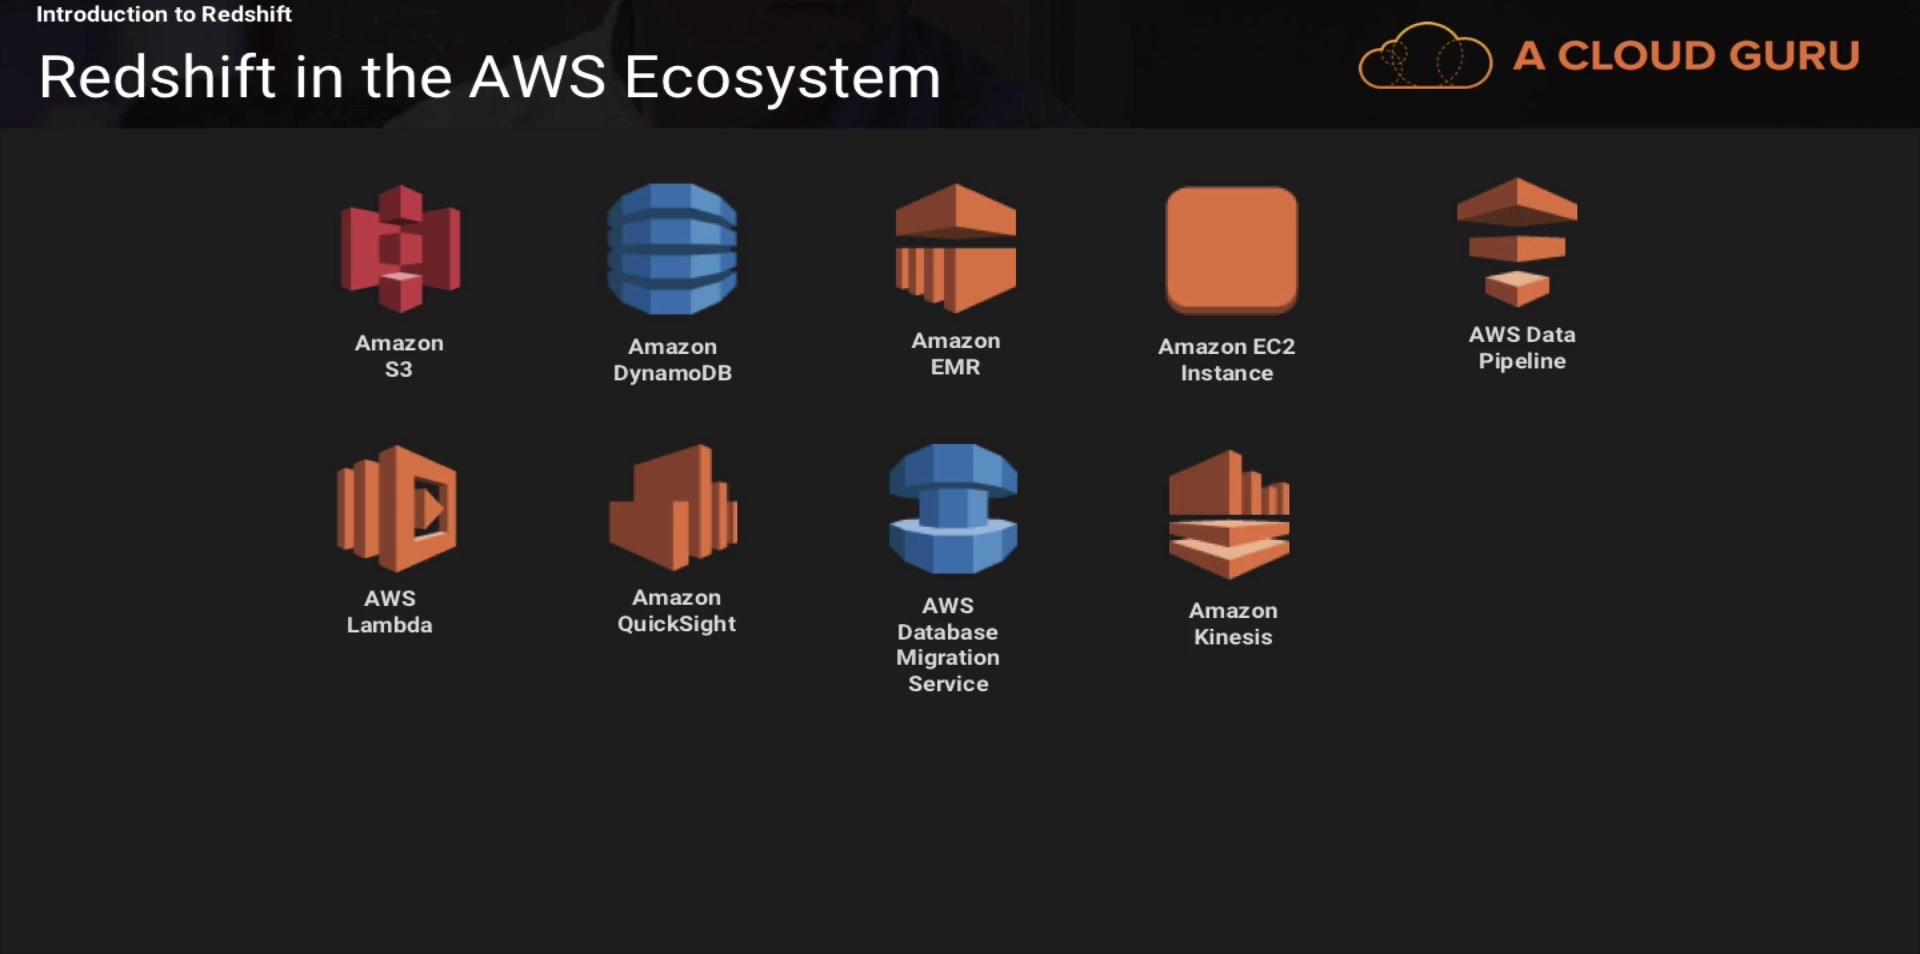 Introduction to Redshift
Redshift in the AWS Ecosystem
A CLOUD GURU
Amazon
S3
Amazon
DynamoDB
Amazon
EMR
Amazon EC2
Instance
AWS Data
Pipeline
AWS
Lambda
Amazon
QuickSight
AWS
Database
Migration
Service
Amazon
Kinesis